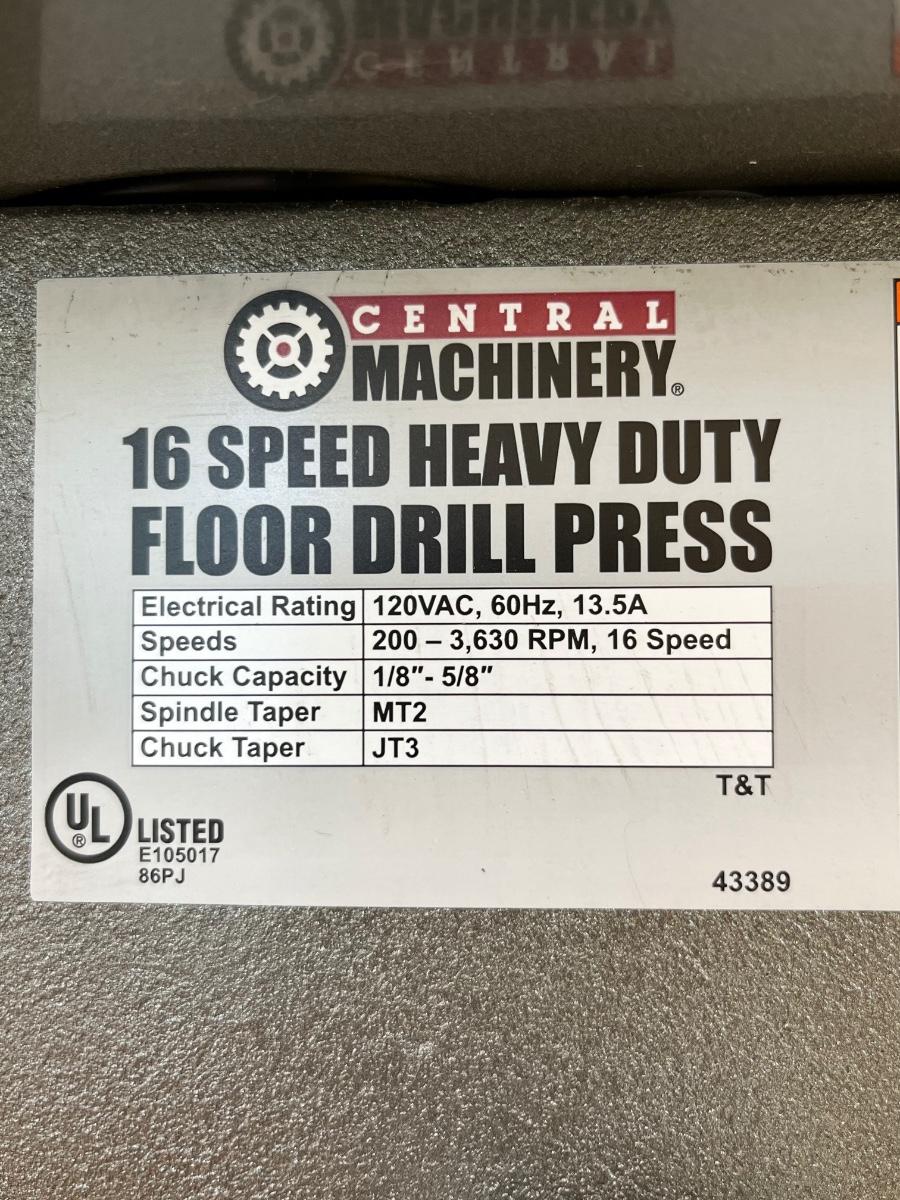 CENTRAL
MACHINERY®
16 SPEED HEAVY DUTY
FLOOR DRILL PRESS
Electrical Rating 120VAC, 60Hz, 13.5A
Speeds 200 – 3,630 RPM, 16 Speed
Chuck Capacity 1/8″- 5/8″
Spindle Taper MT2
Chuck Taper JT3
T&T
UL®
LISTED
E105017
86PJ
43389